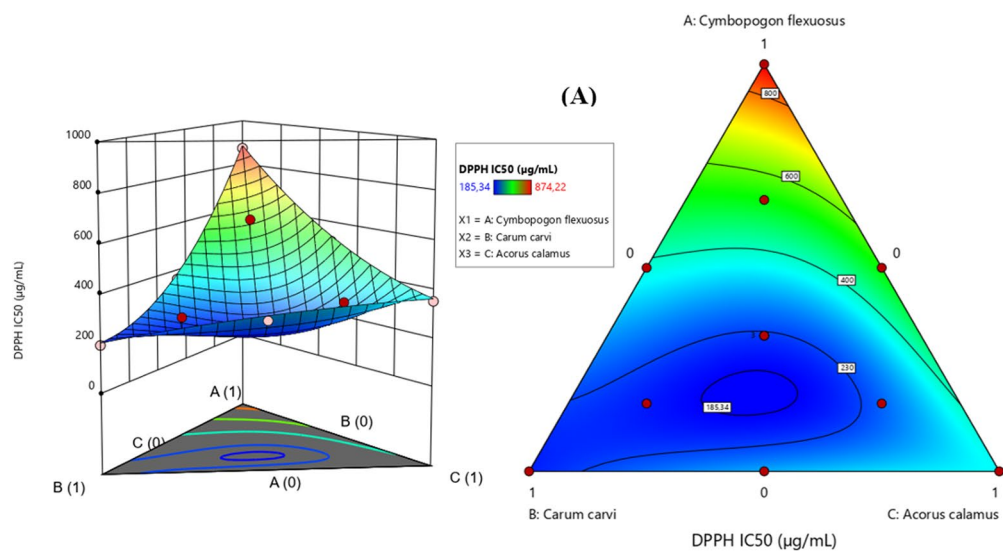 A: Cymbopogon flexuosus
1
(A)
1000
800
600
400
200
0
DPPH IC50 (µg/mL)
A (1)
B (0)
C (0)
A (0)
B (1)
C (1)
DPPH IC50 (µg/mL)
185,34 874,22
X1 = A: Cymbopogon flexuosus
X2 = B: Carum carvi
X3 = C: Acorus calamus
800
600
0 0
400
230
185,34
1 0 1
B: Carum carvi C: Acorus calamus
DPPH IC50 (µg/mL)